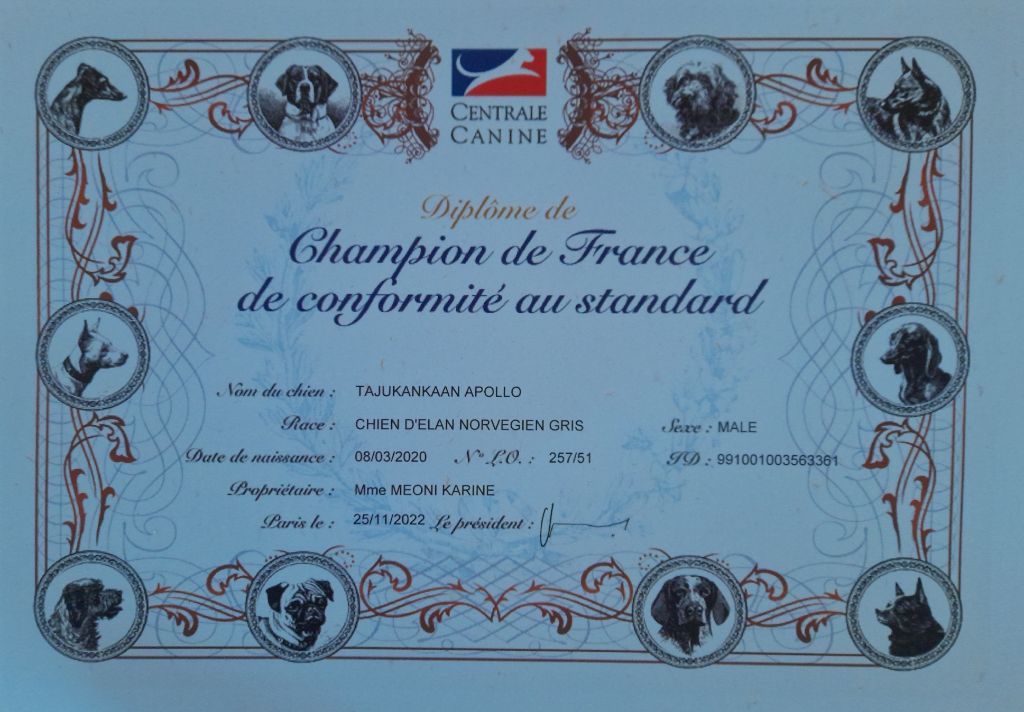 CENTRALE
CANINE
Diplôme de
Champion de France
de conformité au standard
Nom du chien : TAJUKANKAAN APOLLO
Race : CHIEN D'ELAN NORVEGIEN GRIS Sexe : MALE
Date de naissance : 08/03/2020 N° L.O. : 257/51 ID : 991001003563361
Propriétaire : Mme MEONI KARINE
Paris le : 25/11/2022 Le président :